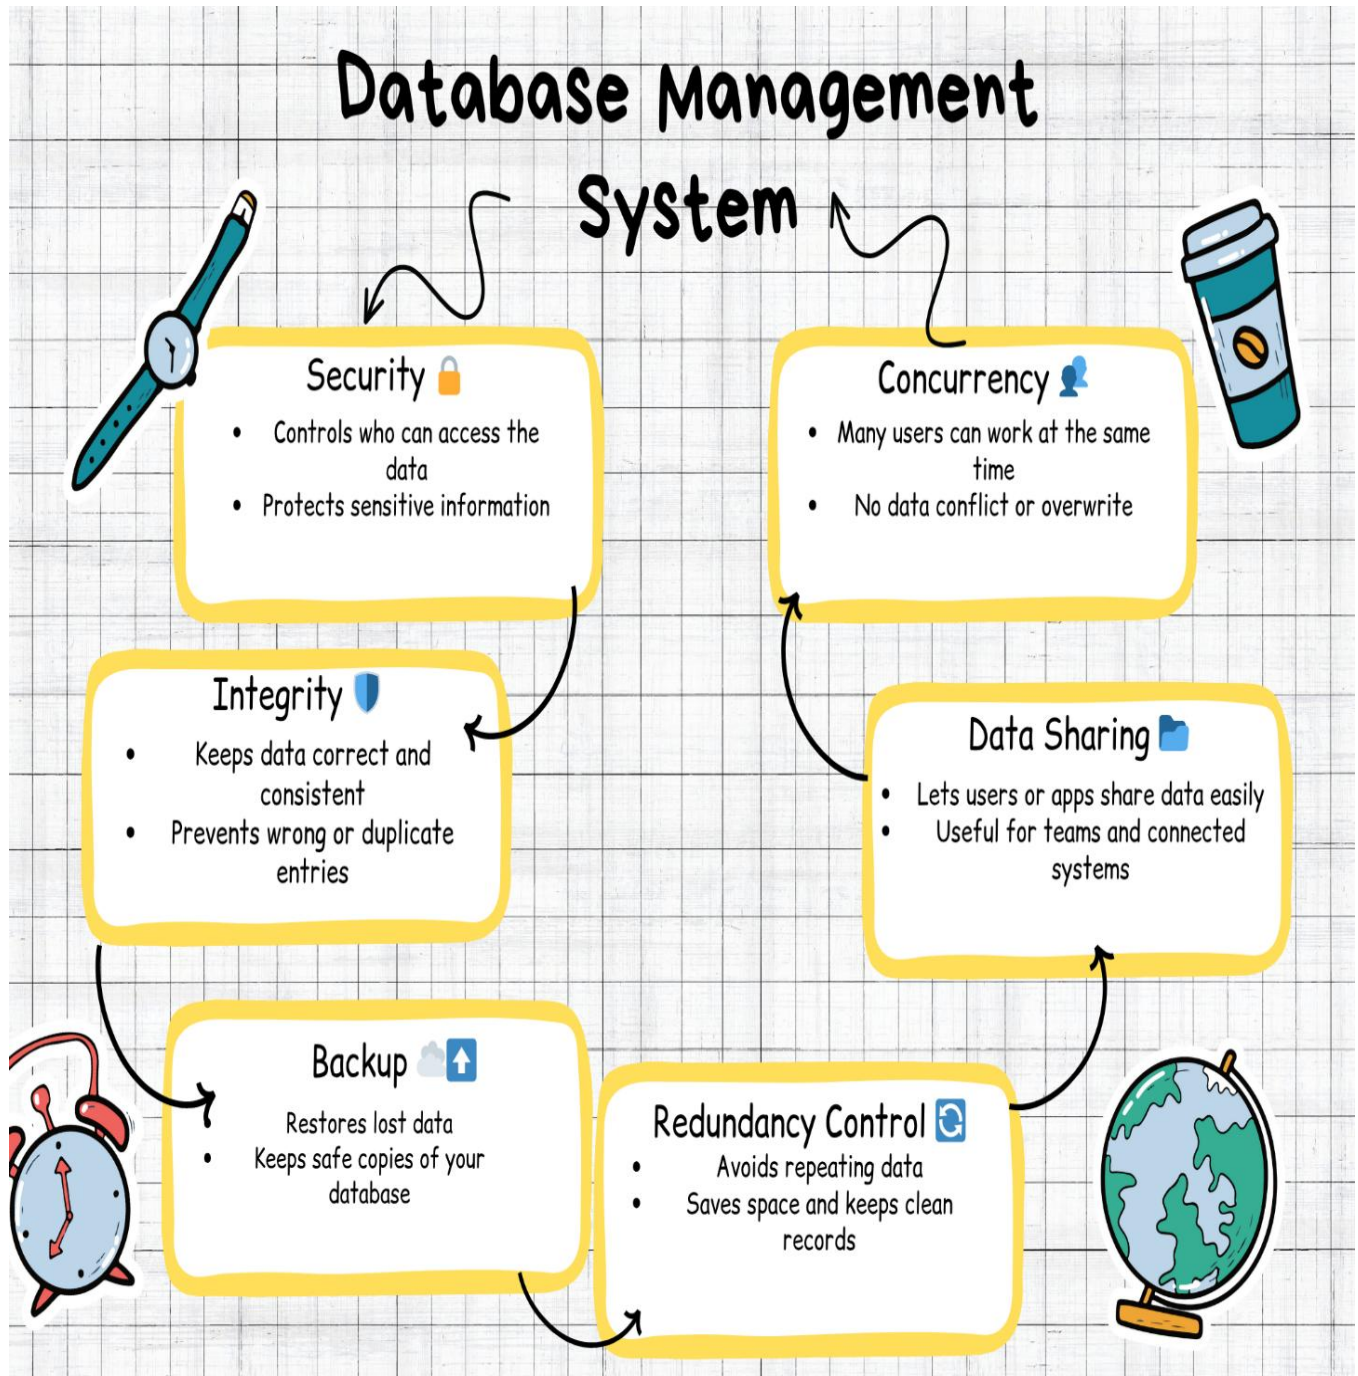 Database Management
System
Security 🔒
• Controls who can access the
data
• Protects sensitive information
Integrity 🛡️
• Keeps data correct and
consistent
• Prevents wrong or duplicate
entries
Backup ☁️⬆️
• Restores lost data
• Keeps safe copies of your
database
Redundancy Control 🔄
• Avoids repeating data
• Saves space and keeps clean
records
Data Sharing 📂
• Lets users or apps share data easily
• Useful for teams and connected
systems
Concurrency 👥
• Many users can work at the same
time
• No data conflict or overwrite